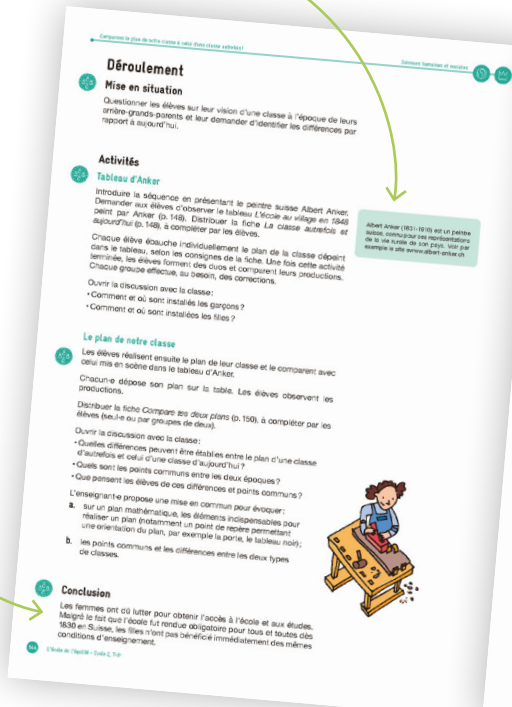 Comparons le plan de notre classe à celui d'une classe autrefois!
Sciences humaines et sociales
Déroulement
Mise en situation
Questionner les élèves sur leur vision d'une classe à l'époque de leurs
arrière-grands-parents et leur demander d'identifier les différences par
rapport à aujourd'hui.
Activités
Tableau d'Anker
Introduire la séquence en présentant le peintre suisse Albert Anker.
Demander aux élèves d'observer le tableau L'école au village en 1848
peint par Anker (p. 148). Distribuer la fiche La classe autrefois et
aujourd'hui (p. 149), à compléter par les élèves.
Albert Anker (1831-1910) est un peintre
suisse, connu pour ces représentations
de la vie rurale de son pays. Voir par
exemple le site www.albert-anker.ch
Chaque élève ébauche individuellement le plan de la classe dépeint
dans le tableau, selon les consignes de la fiche. Une fois cette activité
terminée, les élèves forment des duos et comparent leurs productions.
Chaque groupe effectue, au besoin, des corrections.
Ouvrir la discussion avec la classe:
• Comment et où sont installés les garçons?
• Comment et où sont installées les filles?
Le plan de notre classe
Les élèves réalisent ensuite le plan de leur classe et le comparent avec
celui mis en scène dans le tableau d'Anker.
Chacun·e dépose son plan sur la table. Les élèves observent les
productions.
Distribuer la fiche Compare tes deux plans (p. 150), à compléter par les
élèves (seul·e ou par groupes de deux).
Ouvrir la discussion avec la classe:
• Quelles différences peuvent être établies entre le plan d'une classe
d'autrefois et celui d'une classe d'aujourd'hui?
• Quels sont les points communs entre les deux époques?
• Que pensent les élèves de ces différences et points communs?
L'enseignant·e propose une mise en commun pour évoquer:
a. sur un plan mathématique, les éléments indispensables pour
réaliser un plan (notamment un point de repère permettant
une orientation du plan, par exemple la porte, le tableau noir);
b. les points communs et les différences entre les deux types
de classes.
Conclusion
Les femmes ont dû lutter pour obtenir l'accès à l'école et aux études.
Malgré le fait que l'école fut rendue obligatoire pour tous et toutes dès
1830 en Suisse, les filles n'ont pas bénéficié immédiatement des mêmes
conditions d'enseignement.
L'école de l'égalité - Cycle 2,